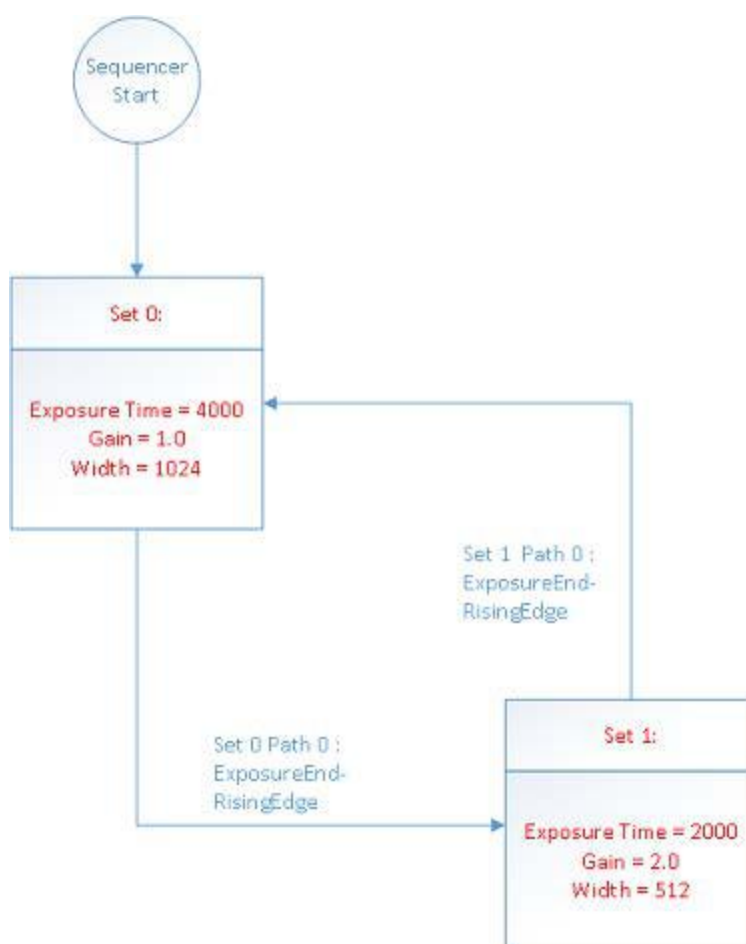 Sequencer
Start
Set 0:
Exposure Time = 4000
Gain = 1.0
Width = 1024
Set 1 Path 0 :
ExposureEnd-
RisingEdge
Set 0 Path 0 :
ExposureEnd-
RisingEdge
Set 1:
Exposure Time = 2000
Gain = 2.0
Width = 512